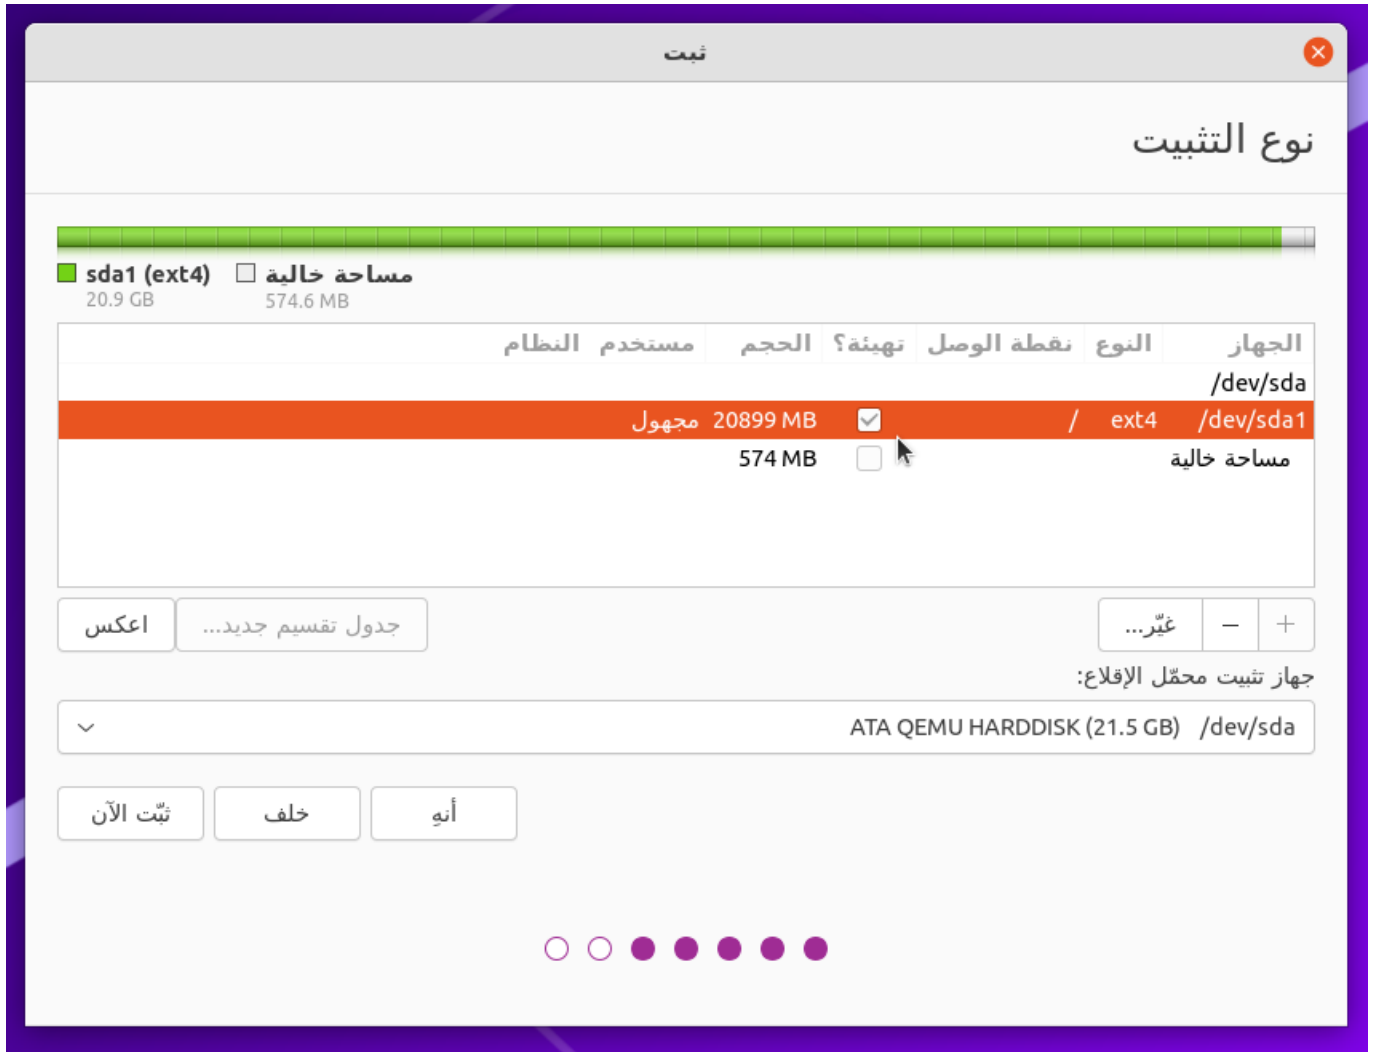 ثبت
نوع التثبيت
sda1 (ext4) مساحة خالية
20.9 GB 574.6 MB
الجهاز النوع نقطة الوصل تهيئة؟ الحجم مستخدم النظام
/dev/sda
/dev/sda1 ext4 / 20899 MB مجهول
مساحة خالية 574 MB
+ − غيّر... جدول تقسيم جديد... اعكس
جهاز تثبيت محمّل الإقلاع:
/dev/sda ATA QEMU HARDDISK (21.5 GB)
أنهِ خلف ثبّت الآن